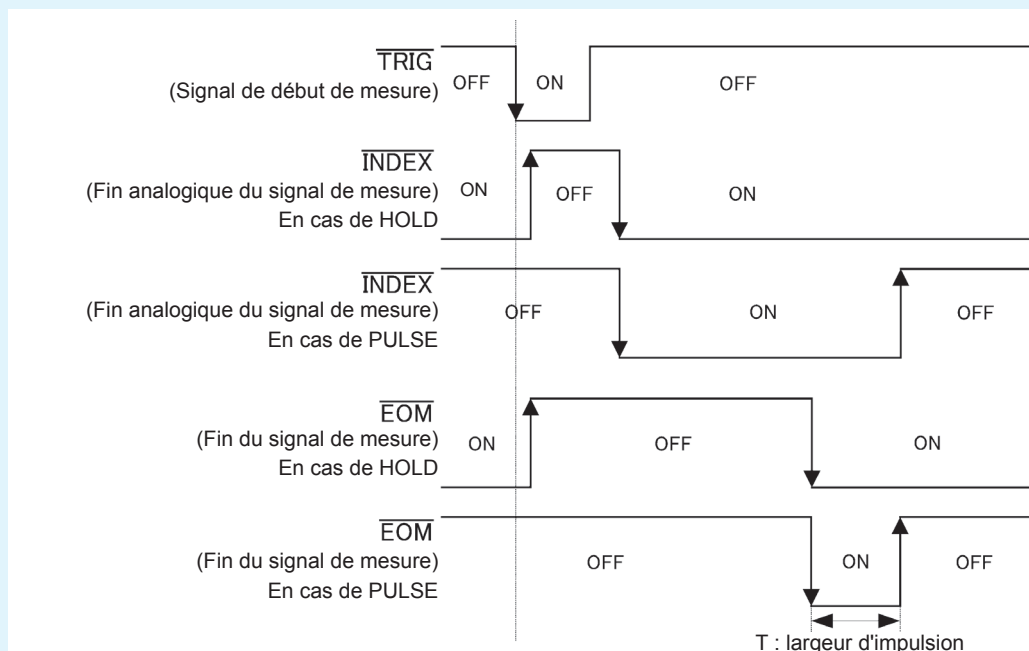 TRIG
(Signal de début de mesure)
OFF ON OFF
INDEX
(Fin analogique du signal de mesure)
En cas de HOLD
ON OFF ON
INDEX
(Fin analogique du signal de mesure)
En cas de PULSE
OFF ON OFF
EOM
(Fin du signal de mesure)
En cas de HOLD
ON OFF ON
EOM
(Fin du signal de mesure)
En cas de PULSE
OFF ON OFF
T : largeur d'impulsion